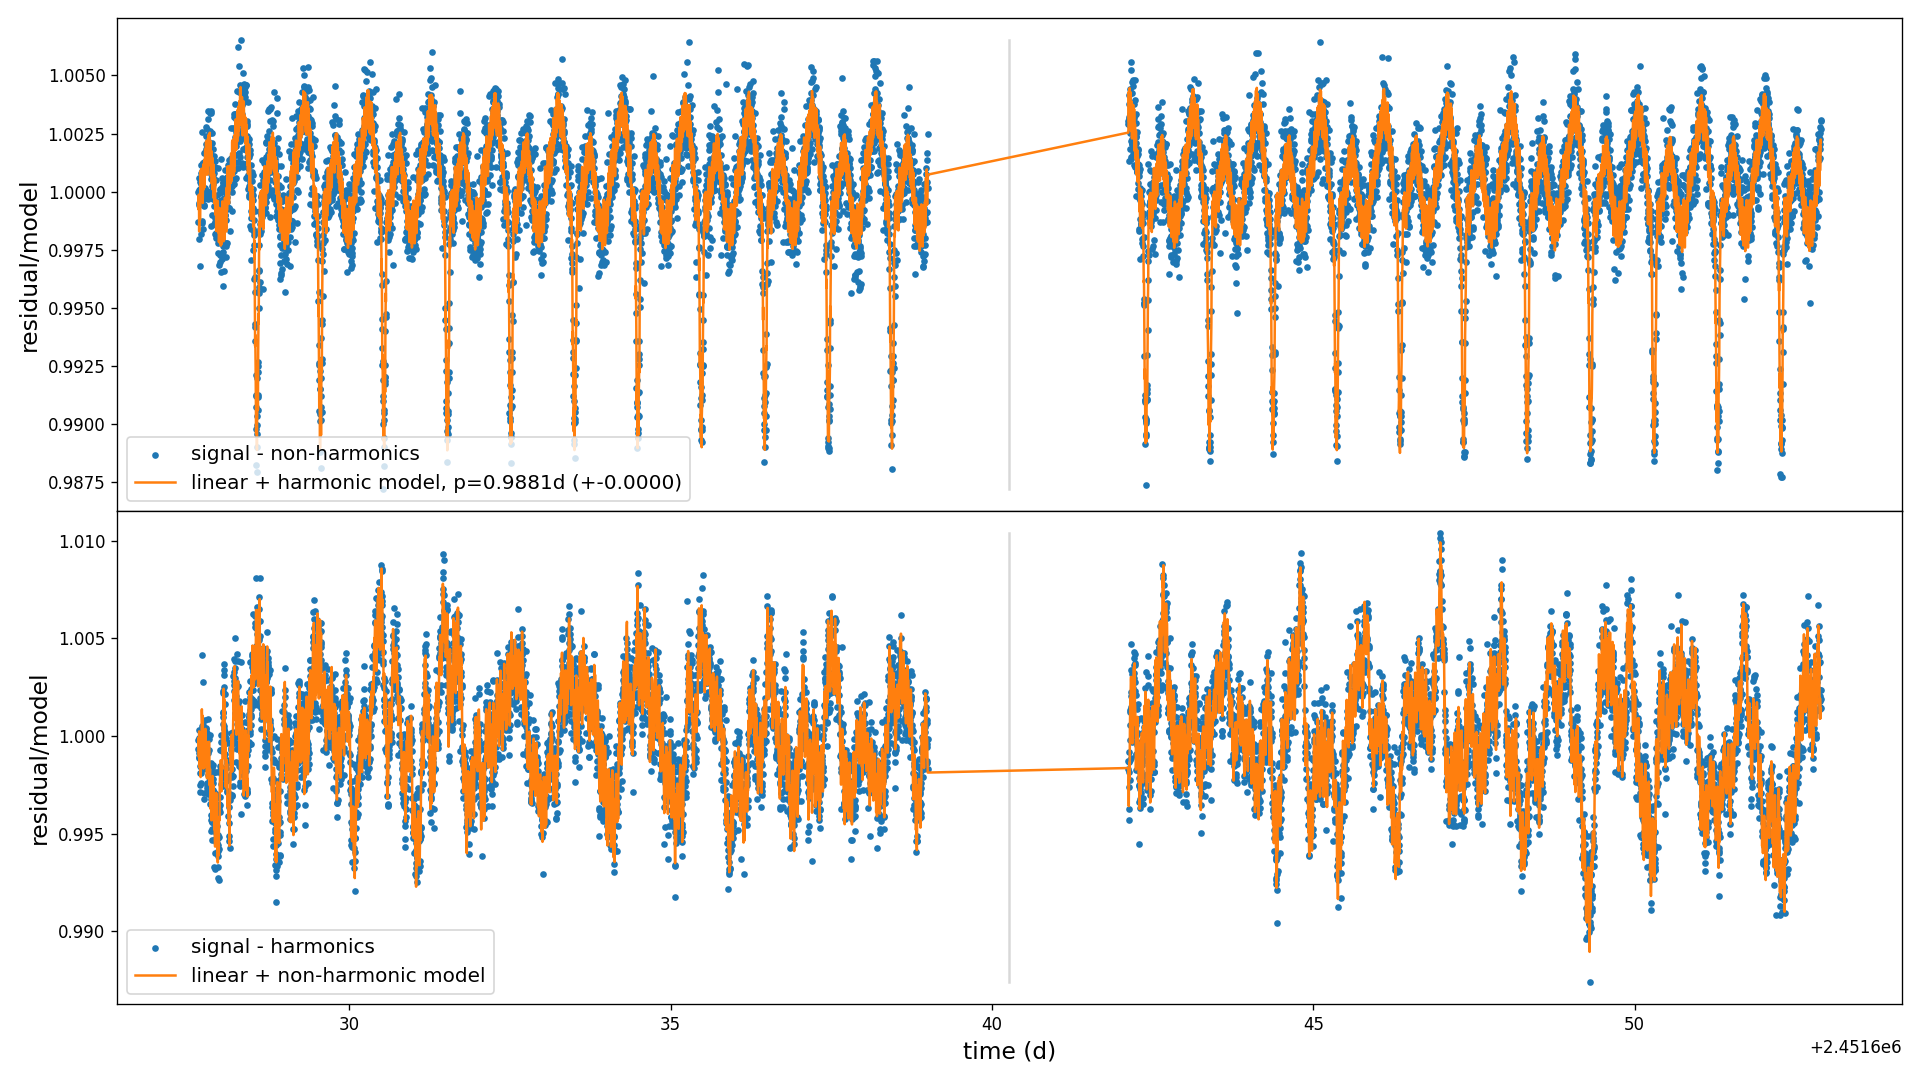 1.0050
1.0025
1.0000
0.9975
0.9950
0.9925
0.9900
0.9875
residual/model
signal - non-harmonics
linear + harmonic model, p=0.9881d (+-0.0000)
1.010
1.005
1.000
0.995
0.990
residual/model
signal - harmonics
linear + non-harmonic model
30
35
40
45
50
time (d)
+2.4516e6